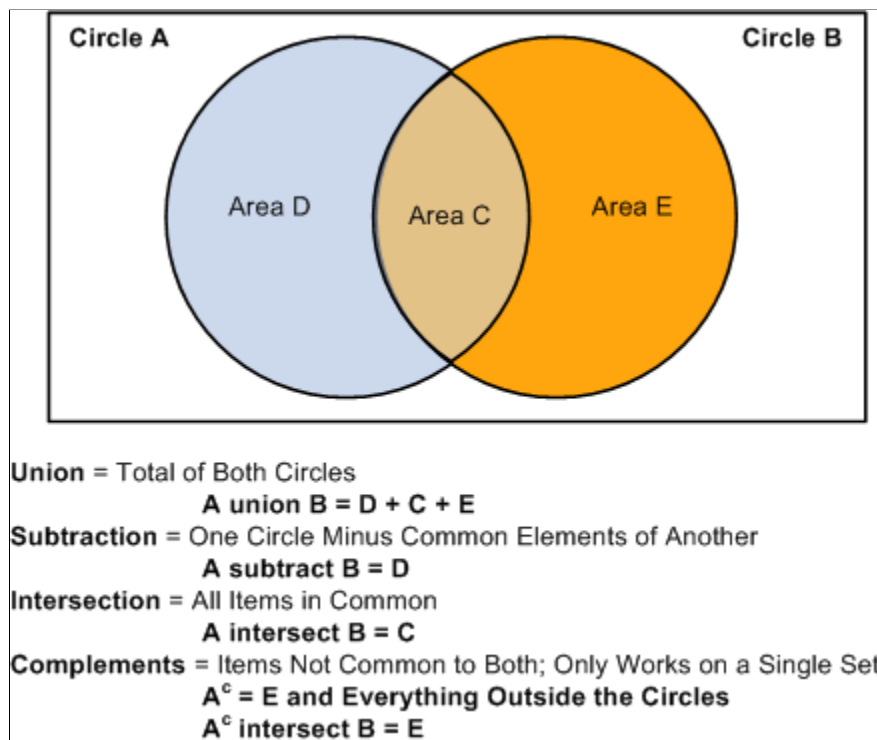 Circle A
Circle B
Area D
Area C
Area E
Union = Total of Both Circles
A union B = D + C + E
Subtraction = One Circle Minus Common Elements of Another
A subtract B = D
Intersection = All Items in Common
A intersect B = C
Complements = Items Not Common to Both; Only Works on a Single Set
Aᶜ = E and Everything Outside the Circles
Aᶜ intersect B = E